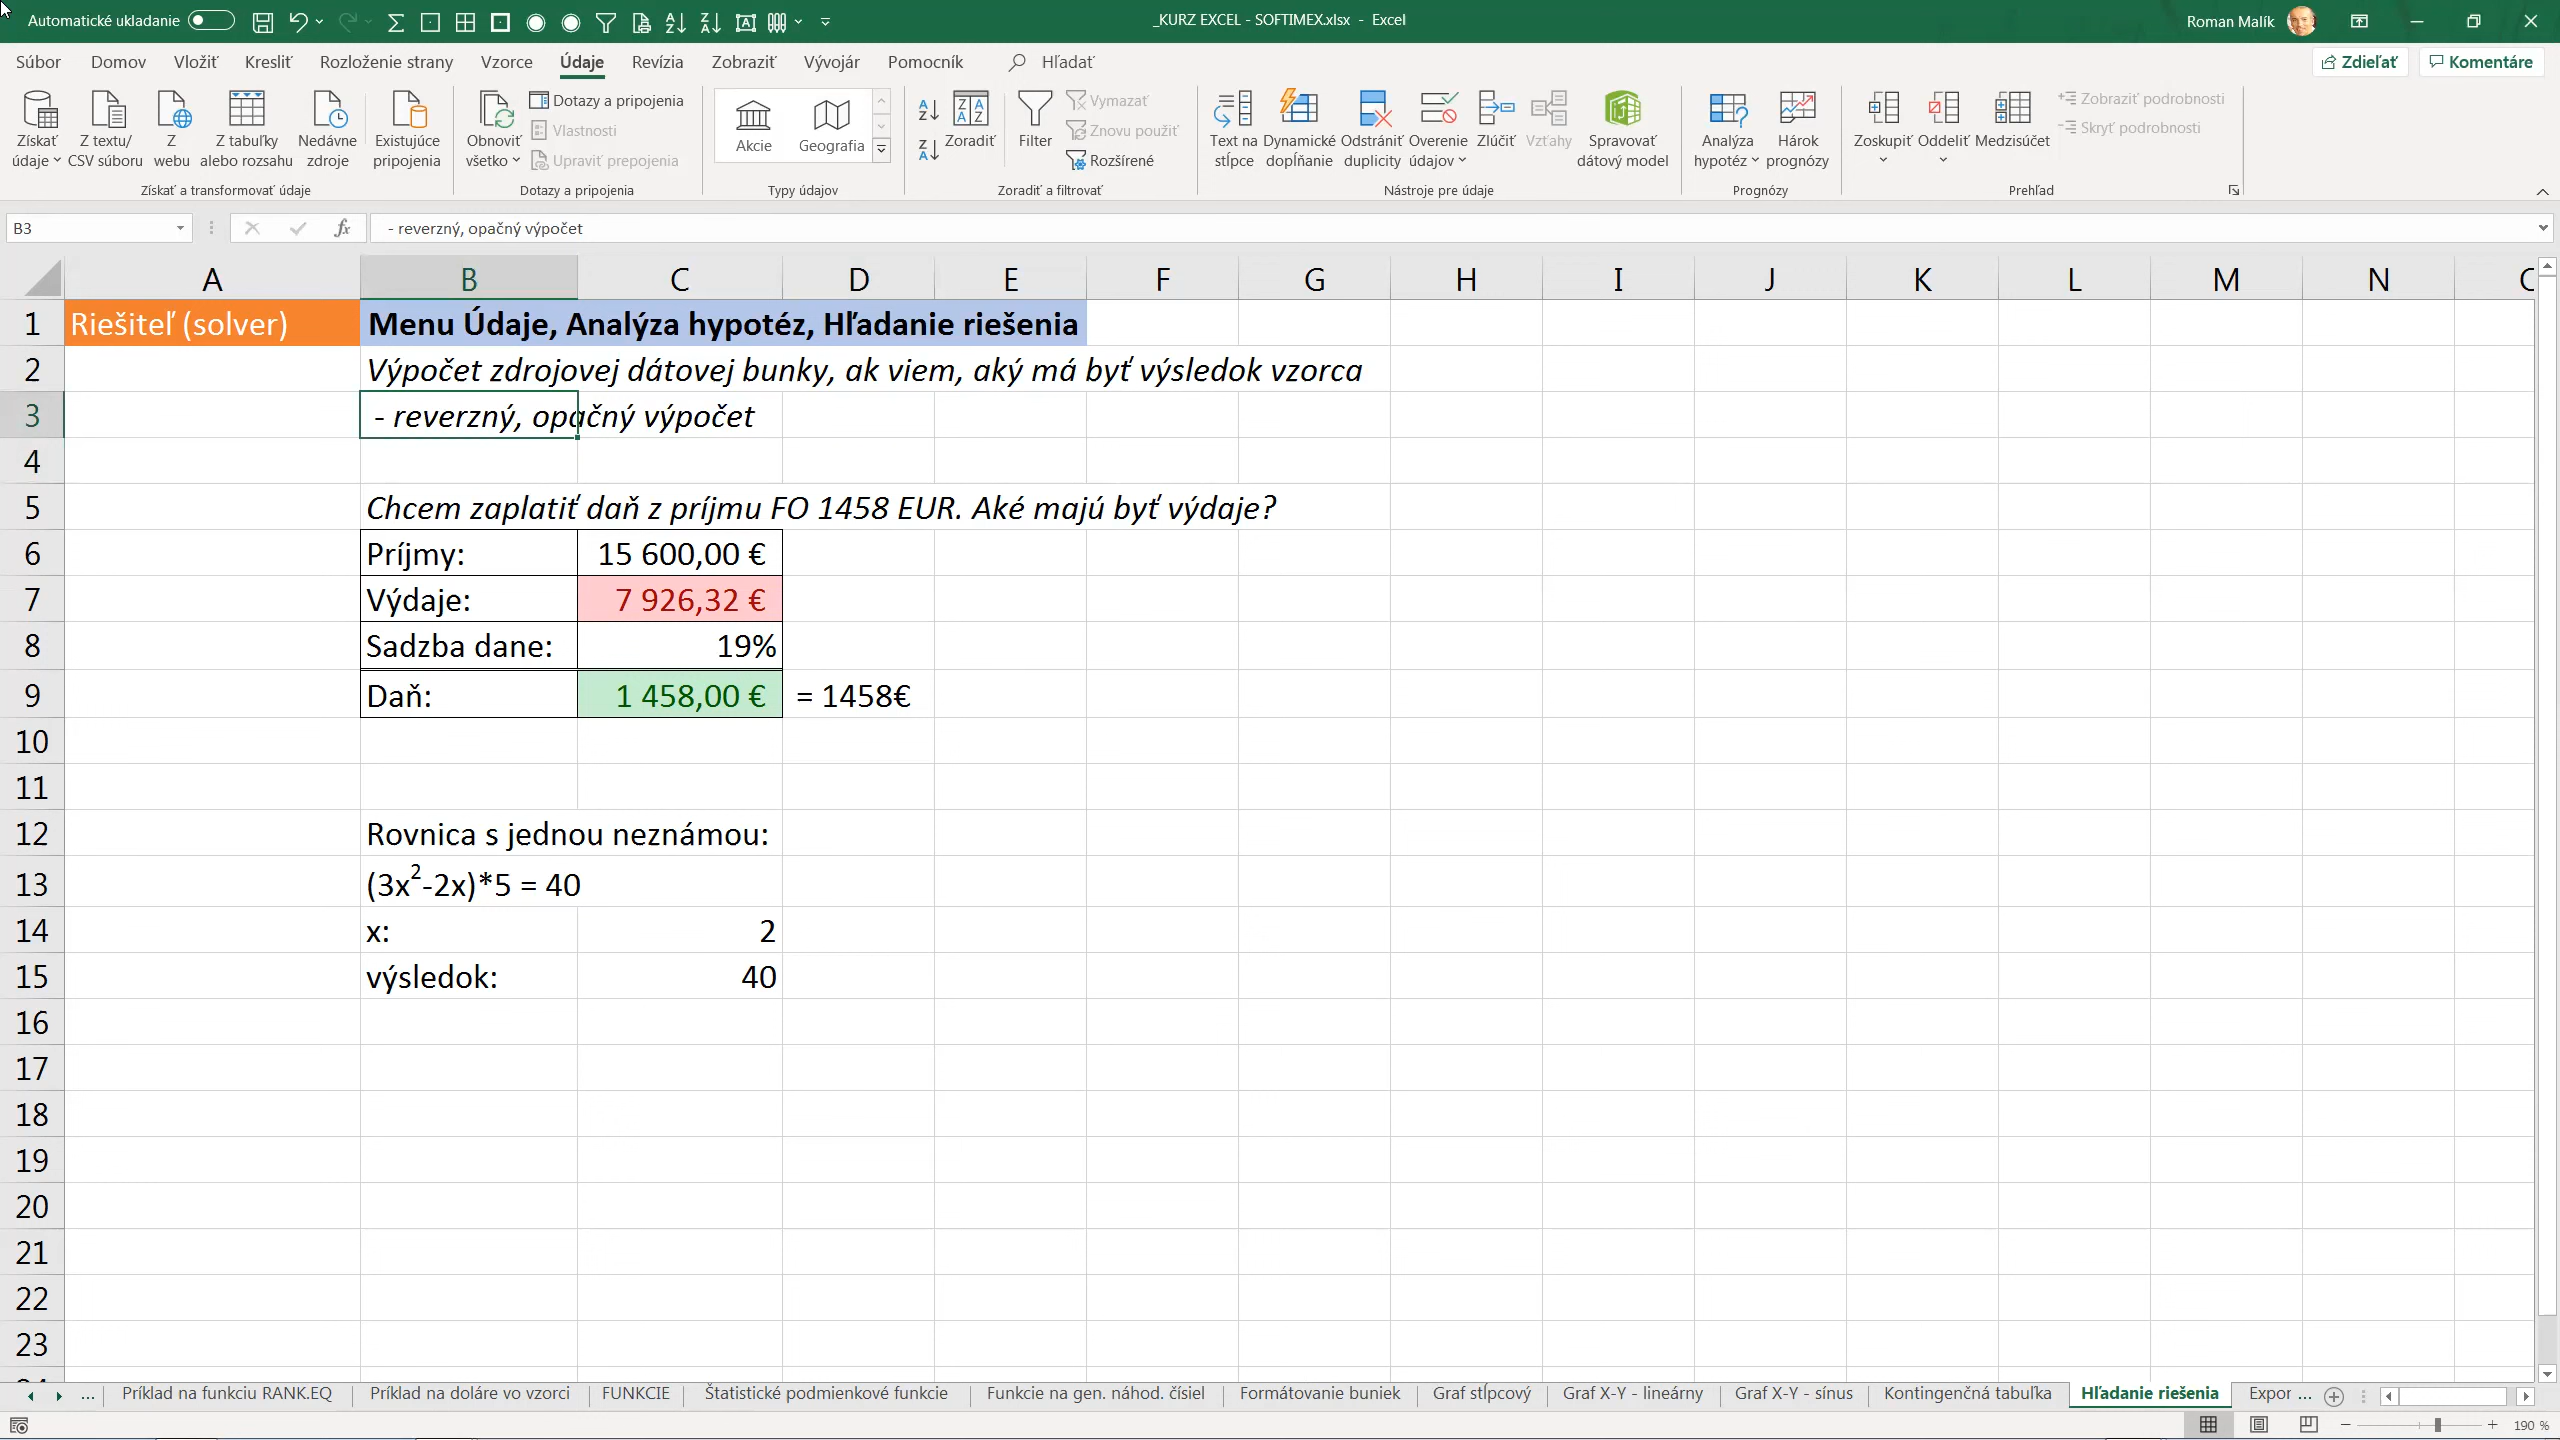 Automatické ukladanie
_KURZ EXCEL - SOFTIMEX.xlsx - Excel
Roman Malík
Súbor Domov Vložiť Kresliť Rozloženie strany Vzorce Údaje Revízia Zobraziť Vývojár Pomocník Hľadať Zdieľať Komentáre
Získať údaje
Z textu/ CSV súboru
Z webu
Z tabuľky alebo rozsahu
Nedávne zdroje
Existujúce pripojenia
Získať a transformovať údaje
Obnoviť všetko
Dotazy a pripojenia
Vlastnosti
Upraviť prepojenia
Dotazy a pripojenia
Akcie
Geografia
Typy údajov
Zoradiť
Filter
Vymazať
Znovu použiť
Rozšírené
Zoradiť a filtrovať
Text na stĺpce
Dynamické dopĺňanie
Odstrániť duplicity
Overenie údajov
Zlúčiť
Vzťahy
Spravovať dátový model
Nástroje pre údaje
Analýza hypotéz
Hárok prognózy
Prognózy
Zoskupiť
Oddeliť
Medzisúčet
Zobraziť podrobnosti
Skryť podrobnosti
Prehľad
B3
fx
- reverzný, opačný výpočet
A B C D E F G H I J K L M N
1 Riešiteľ (solver) Menu Údaje, Analýza hypotéz, Hľadanie riešenia
2 Výpočet zdrojovej dátovej bunky, ak viem, aký má byť výsledok vzorca
3 - reverzný, opačný výpočet
4
5 Chcem zaplatiť daň z príjmu FO 1458 EUR. Aké majú byť výdaje?
6 Príjmy: 15 600,00 €
7 Výdaje: 7 926,32 €
8 Sadzba dane: 19%
9 Daň: 1 458,00 € = 1458€
10
11
12 Rovnica s jednou neznámou:
13 (3x²-2x)*5 = 40
14 x: 2
15 výsledok: 40
16
17
18
19
20
21
22
23
... Príklad na funkciu RANK.EQ Príklad na doláre vo vzorci FUNKCIE Štatistické podmienkové funkcie Funkcie na gen. náhod. čísiel Formátovanie buniek Graf stĺpcový Graf X-Y - lineárny Graf X-Y - sínus Kontingenčná tabuľka Hľadanie riešenia Expor ...
190 %